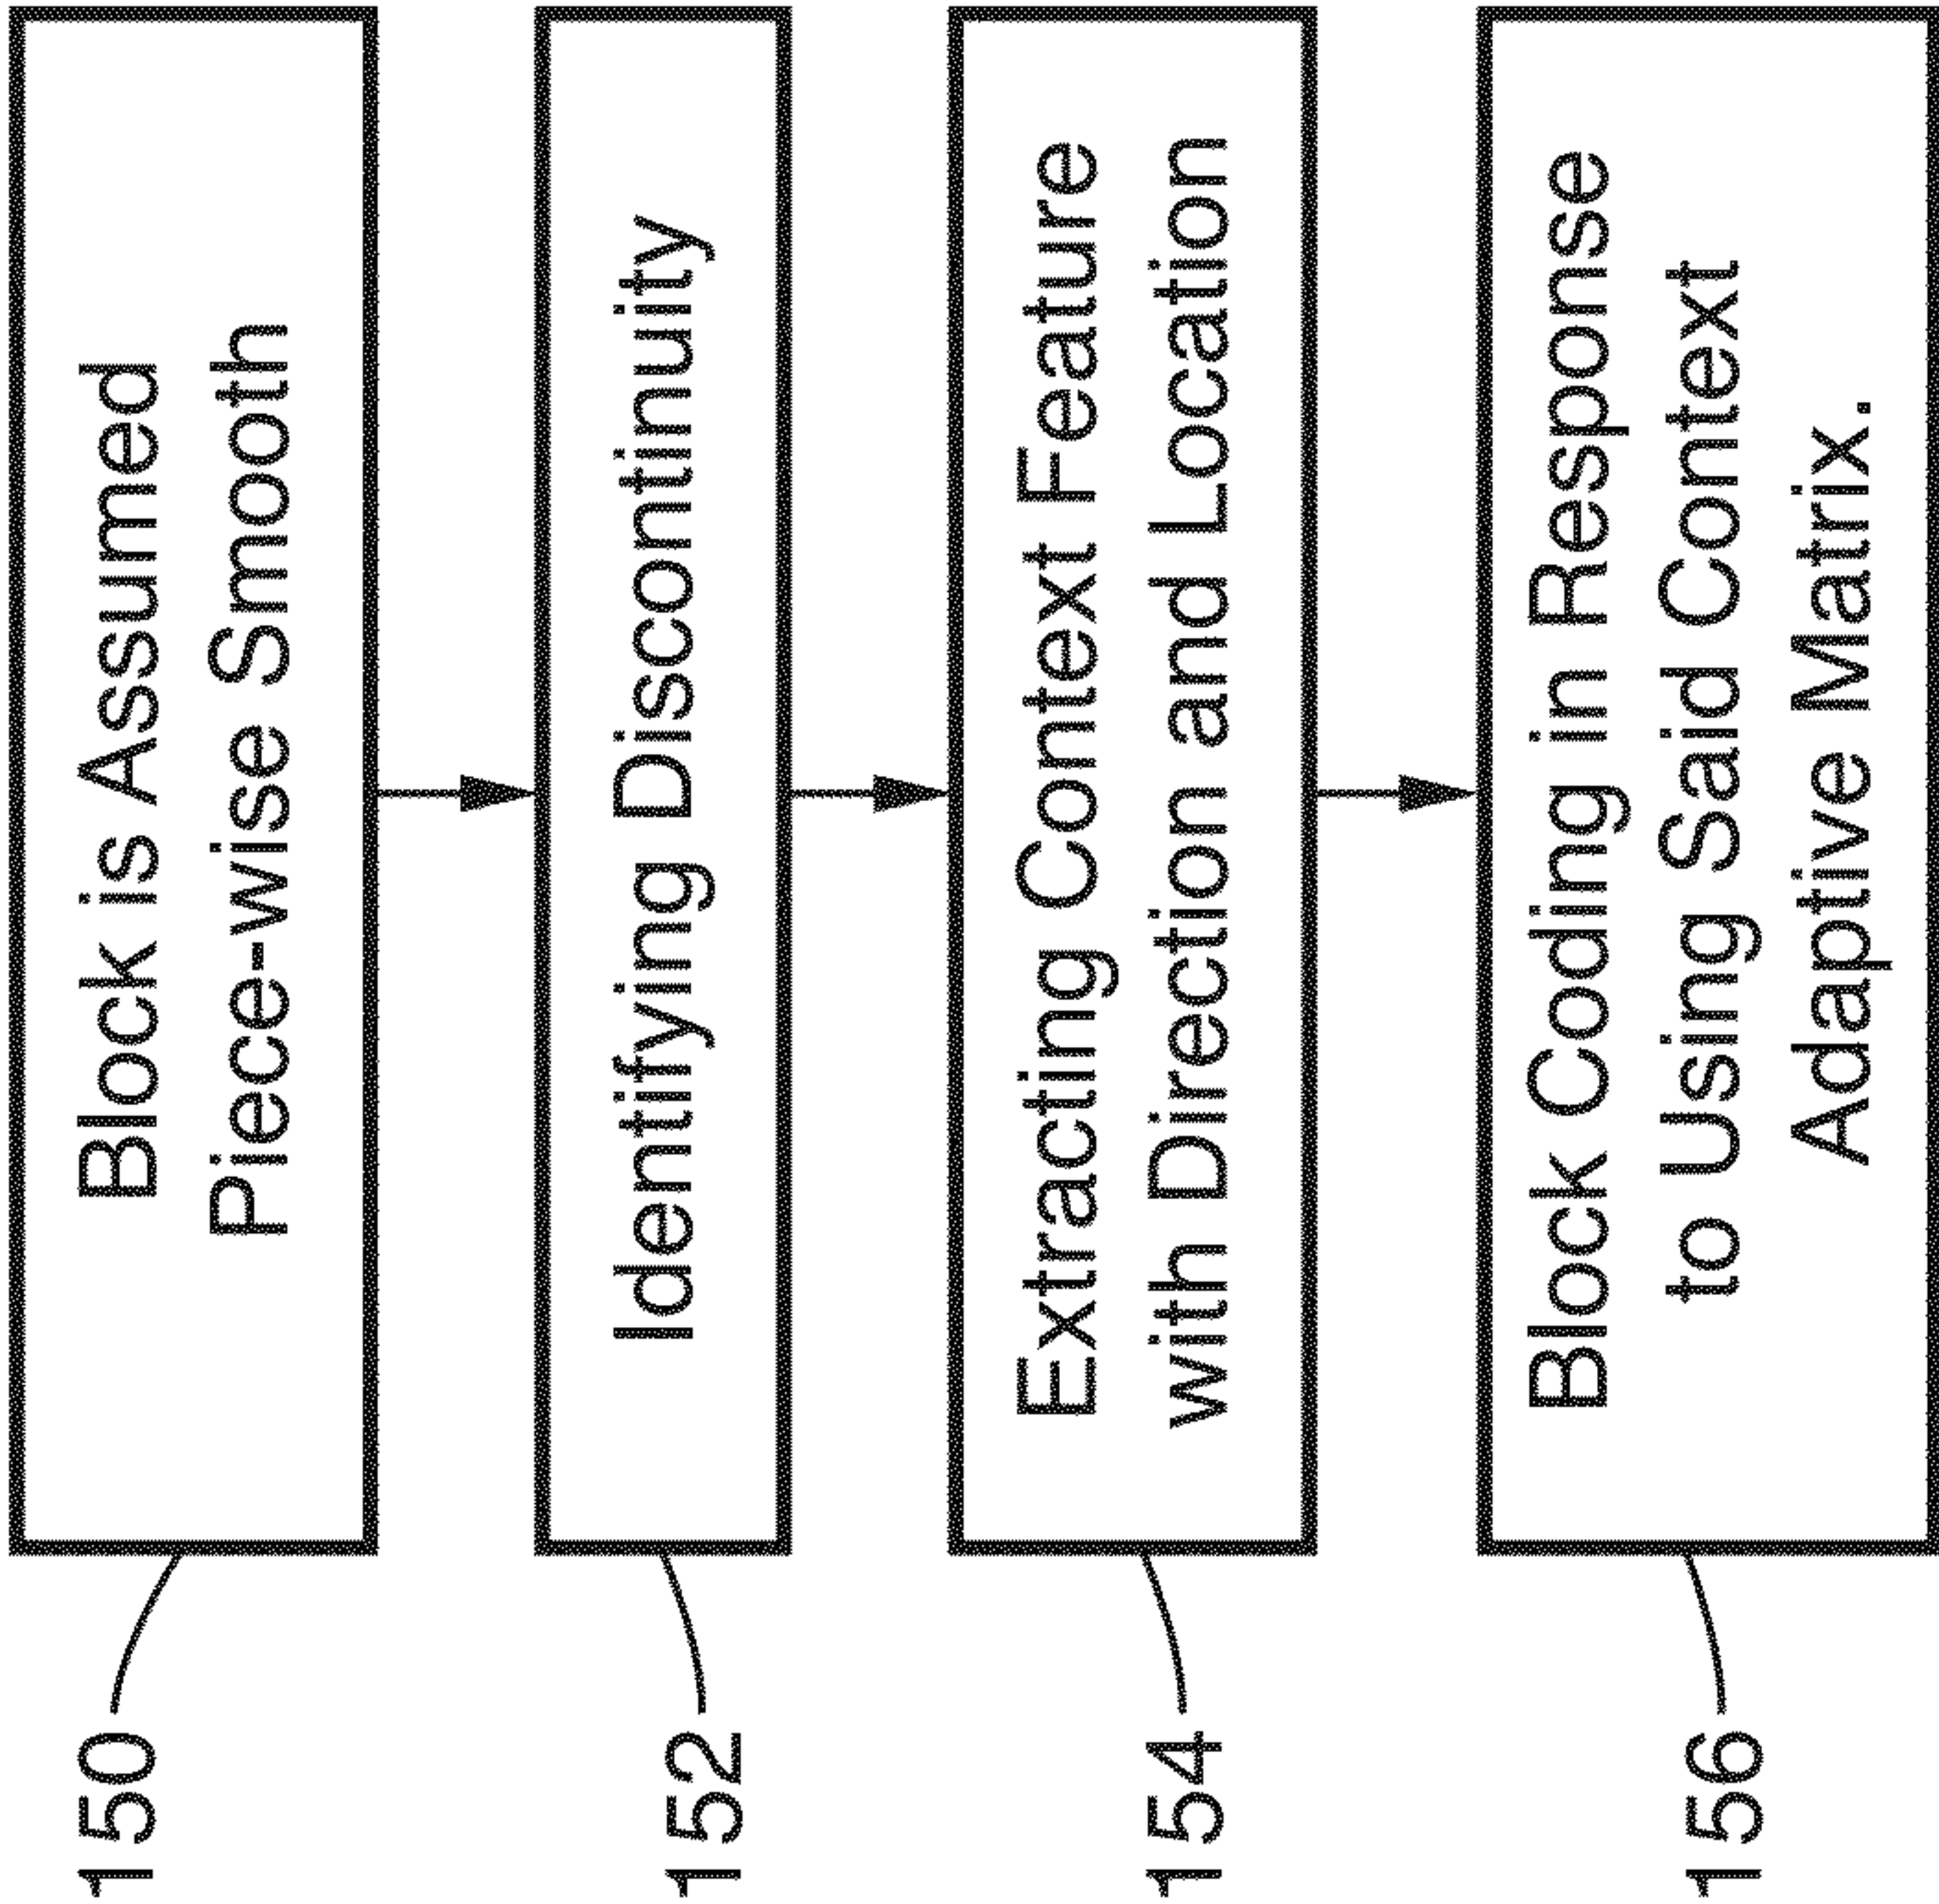 150
Block is Assumed
Piece-wise Smooth
152
Identifying Discontinuity
154
Extracting Context Feature
with Direction and Location
156
Block Coding in Response
to Using Said Context
Adaptive Matrix.